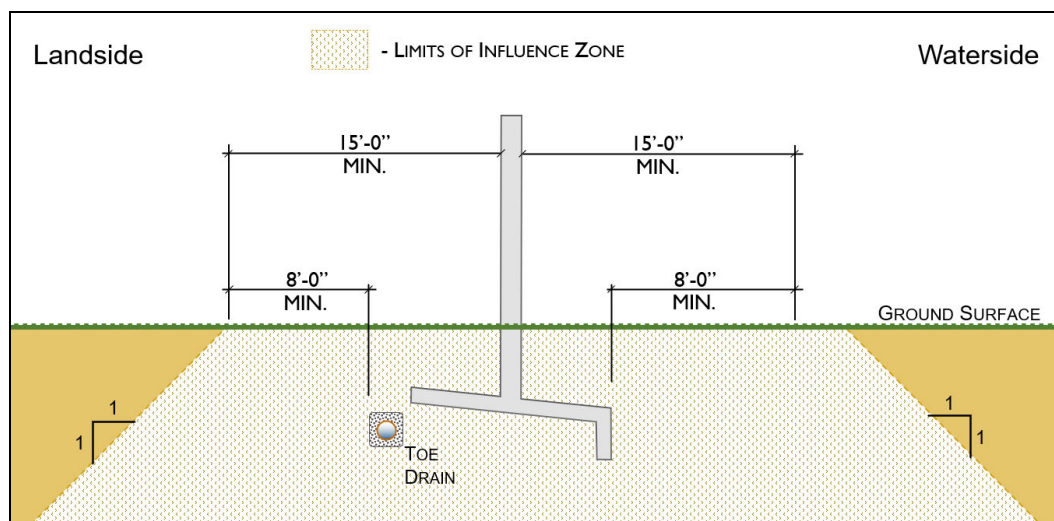 Landside
- LIMITS OF INFLUENCE ZONE
Waterside
15'-0"
MIN.
15'-0"
MIN.
8'-0"
MIN.
8'-0"
MIN.
GROUND SURFACE
1
1
1
1
TOE
DRAIN